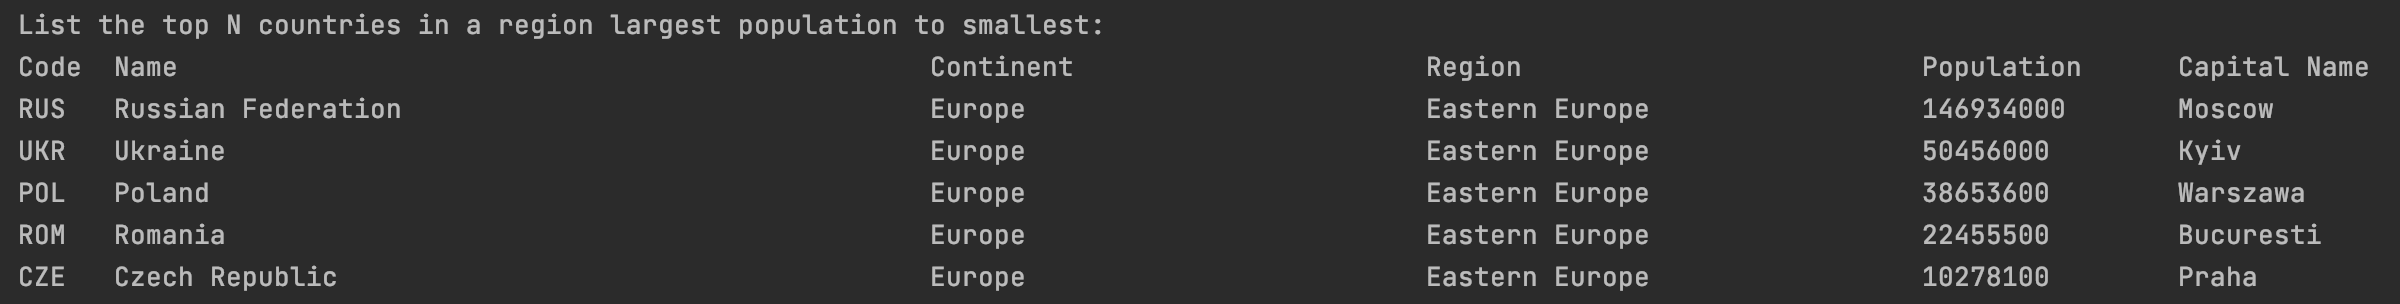 List the top N countries in a region largest population to smallest:
Code Name Continent Region Population Capital Name
RUS Russian Federation Europe Eastern Europe 146934000 Moscow
UKR Ukraine Europe Eastern Europe 50456000 Kyiv
POL Poland Europe Eastern Europe 38653600 Warszawa
ROM Romania Europe Eastern Europe 22455500 Bucuresti
CZE Czech Republic Europe Eastern Europe 10278100 Praha